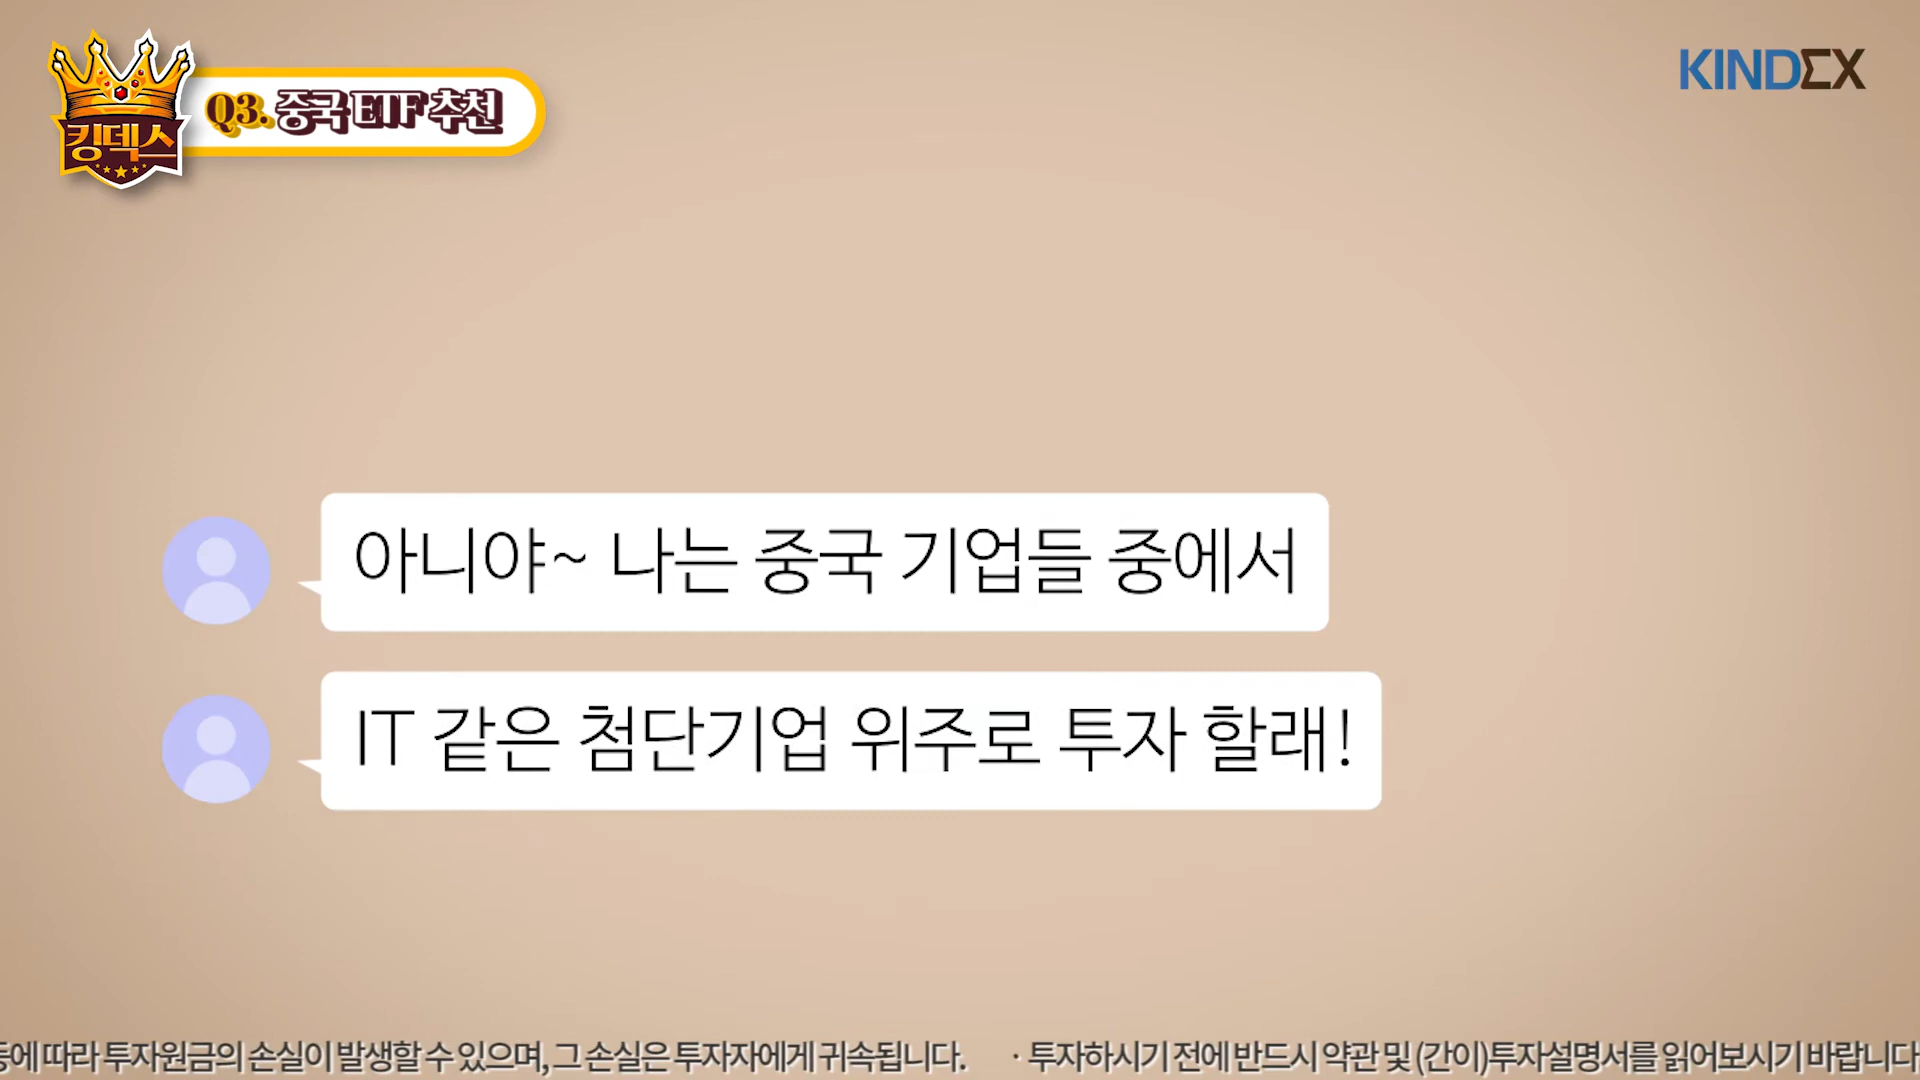 킹덱스
Q3. 중국 ETF 추천
KINDEX
아니야~ 나는 중국 기업들 중에서
IT 같은 첨단기업 위주로 투자 할래!
따라 투자원금의 손실이 발생할 수 있으며, 그 손실은 투자자에게 귀속됩니다. · 투자하시기 전에 반드시 약관 및 (간이)투자설명서를 읽어보시기 바랍니다